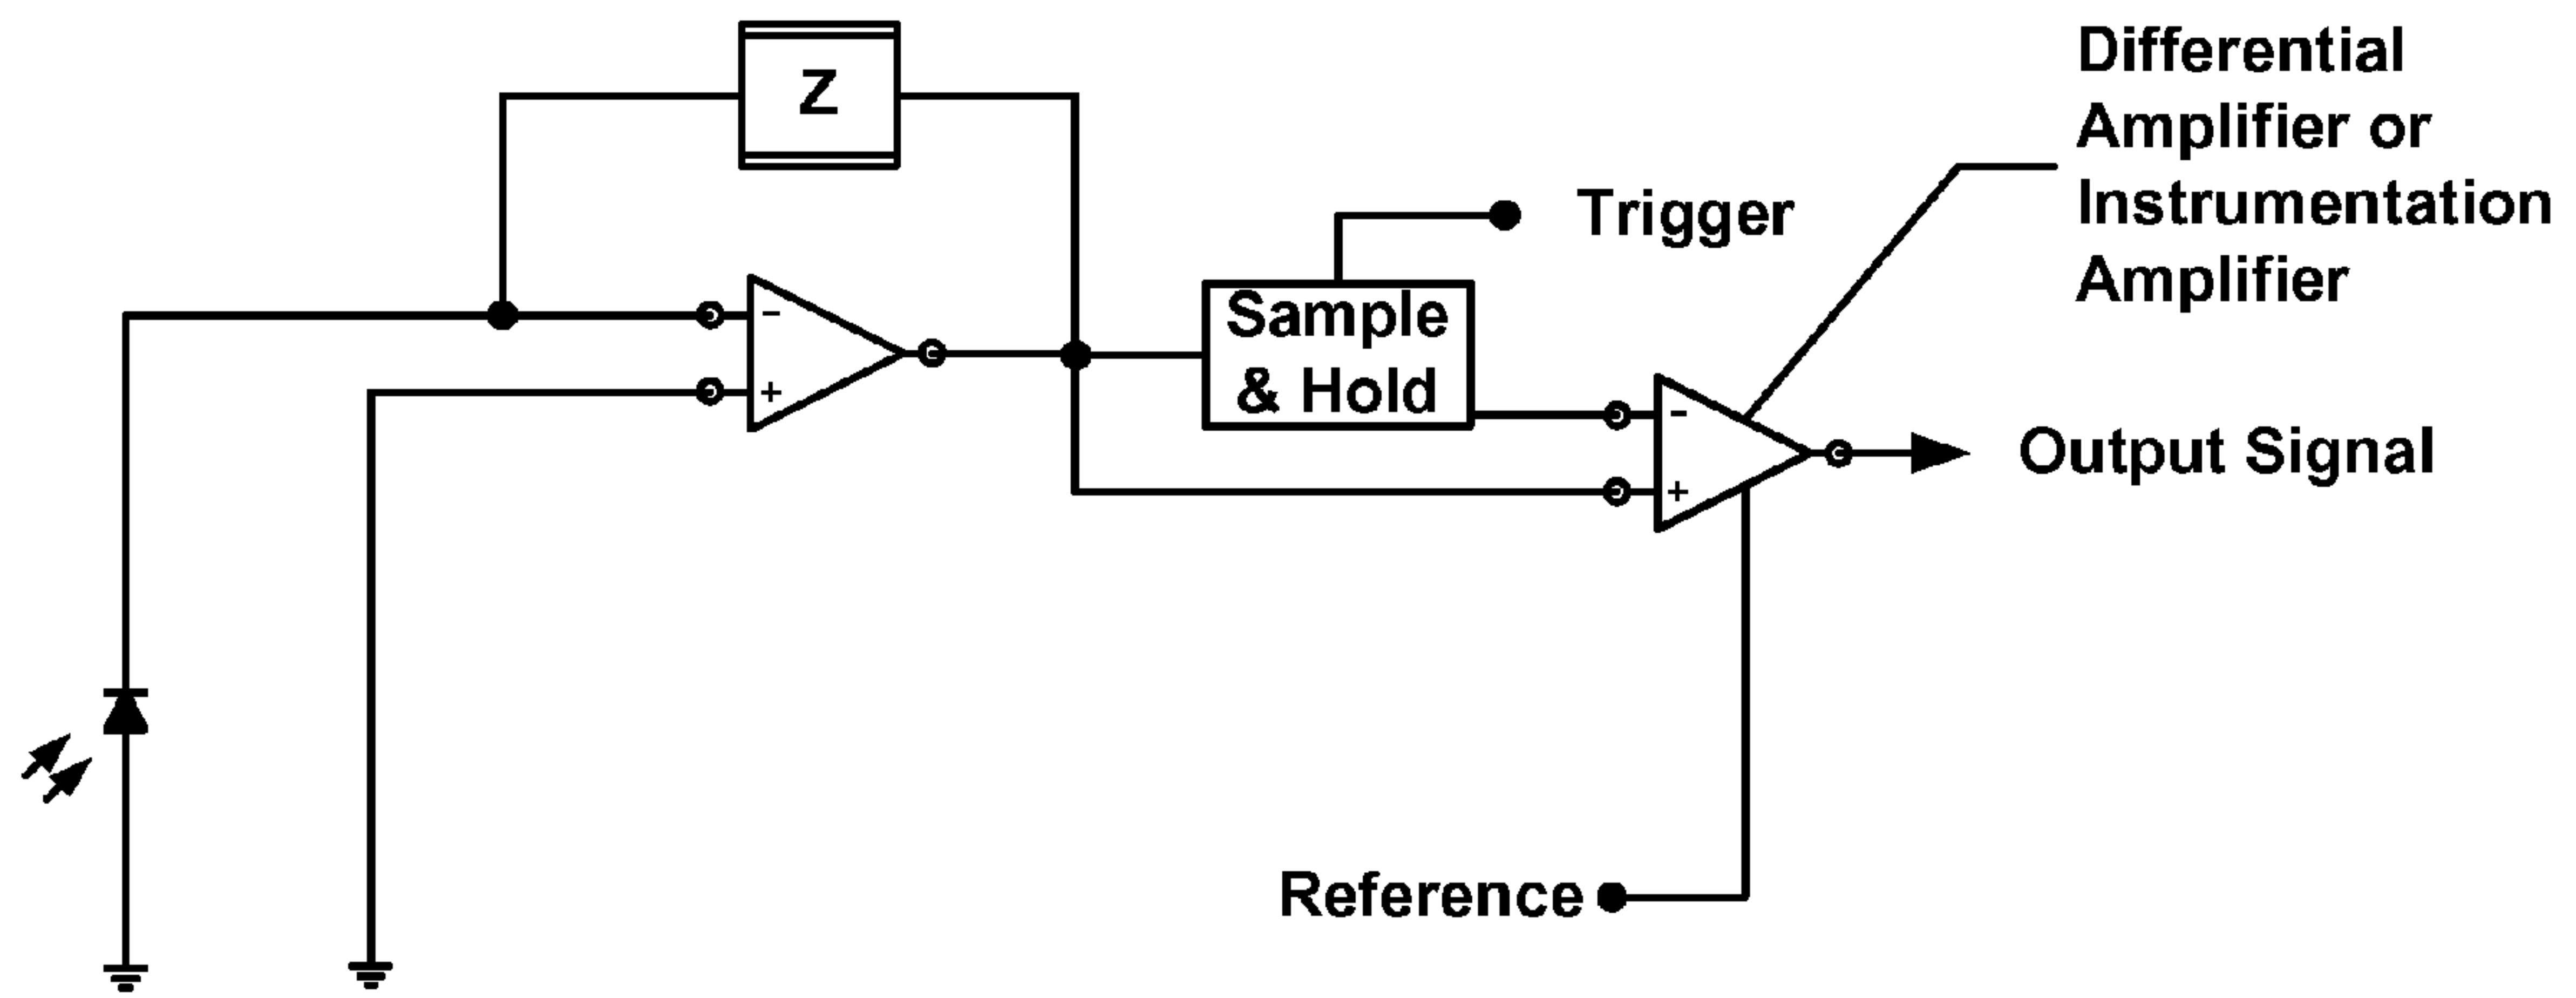 Z
Differential
Amplifier or
Instrumentation
Amplifier
Trigger
Sample
& Hold
-
+
-
+
Output Signal
Reference